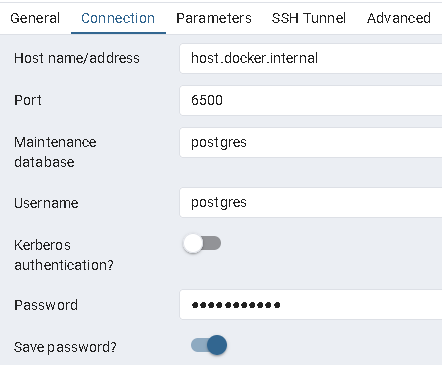 General Connection Parameters SSH Tunnel Advanced
Host name/address host.docker.internal
Port 6500
Maintenance database postgres
Username postgres
Kerberos authentication?
Password •••••••••••
Save password?